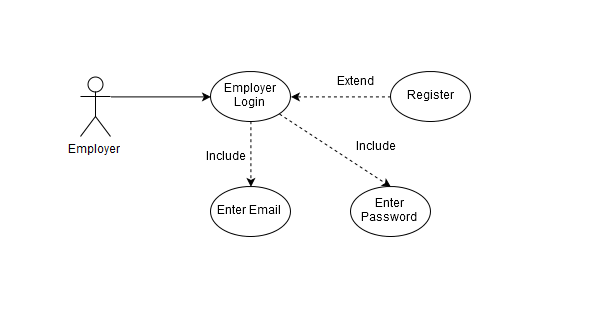 Extend
Employer
Login
Register
Employer
Include
Include
Enter Email
Enter
Password